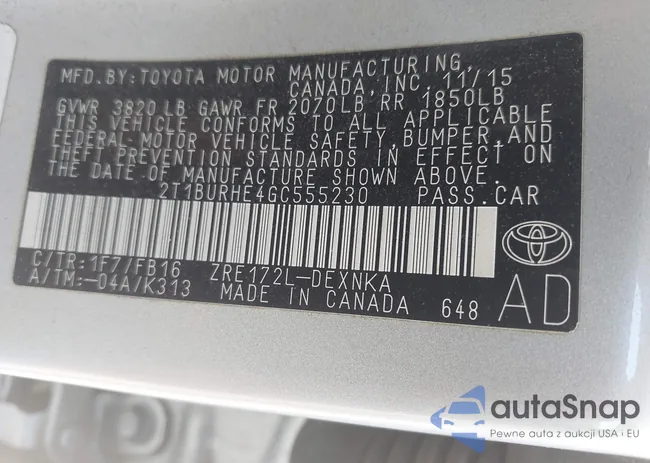 MFD.BY:TOYOTA MOTOR MANUFACTURING,
CANADA,INC. 11/15
GVWR 3820 LB GAWR FR 2070LB RR 1850LB
THIS VEHICLE CONFORMS TO ALL APPLICABLE
FEDERAL MOTOR VEHICLE SAFETY,BUMPER,AND
THEFT PREVENTION STANDARDS IN EFFECT ON
THE DATE OF MANUFACTURE SHOWN ABOVE.
2T1BURHE4GC555230 PASS.CAR
C/TR:1F7/FB16 ZRE172L-DEXNKA
A/TM:-04A/K313 MADE IN CANADA 648
AD
autaSnap
Pewne auta z aukcji USA i EU